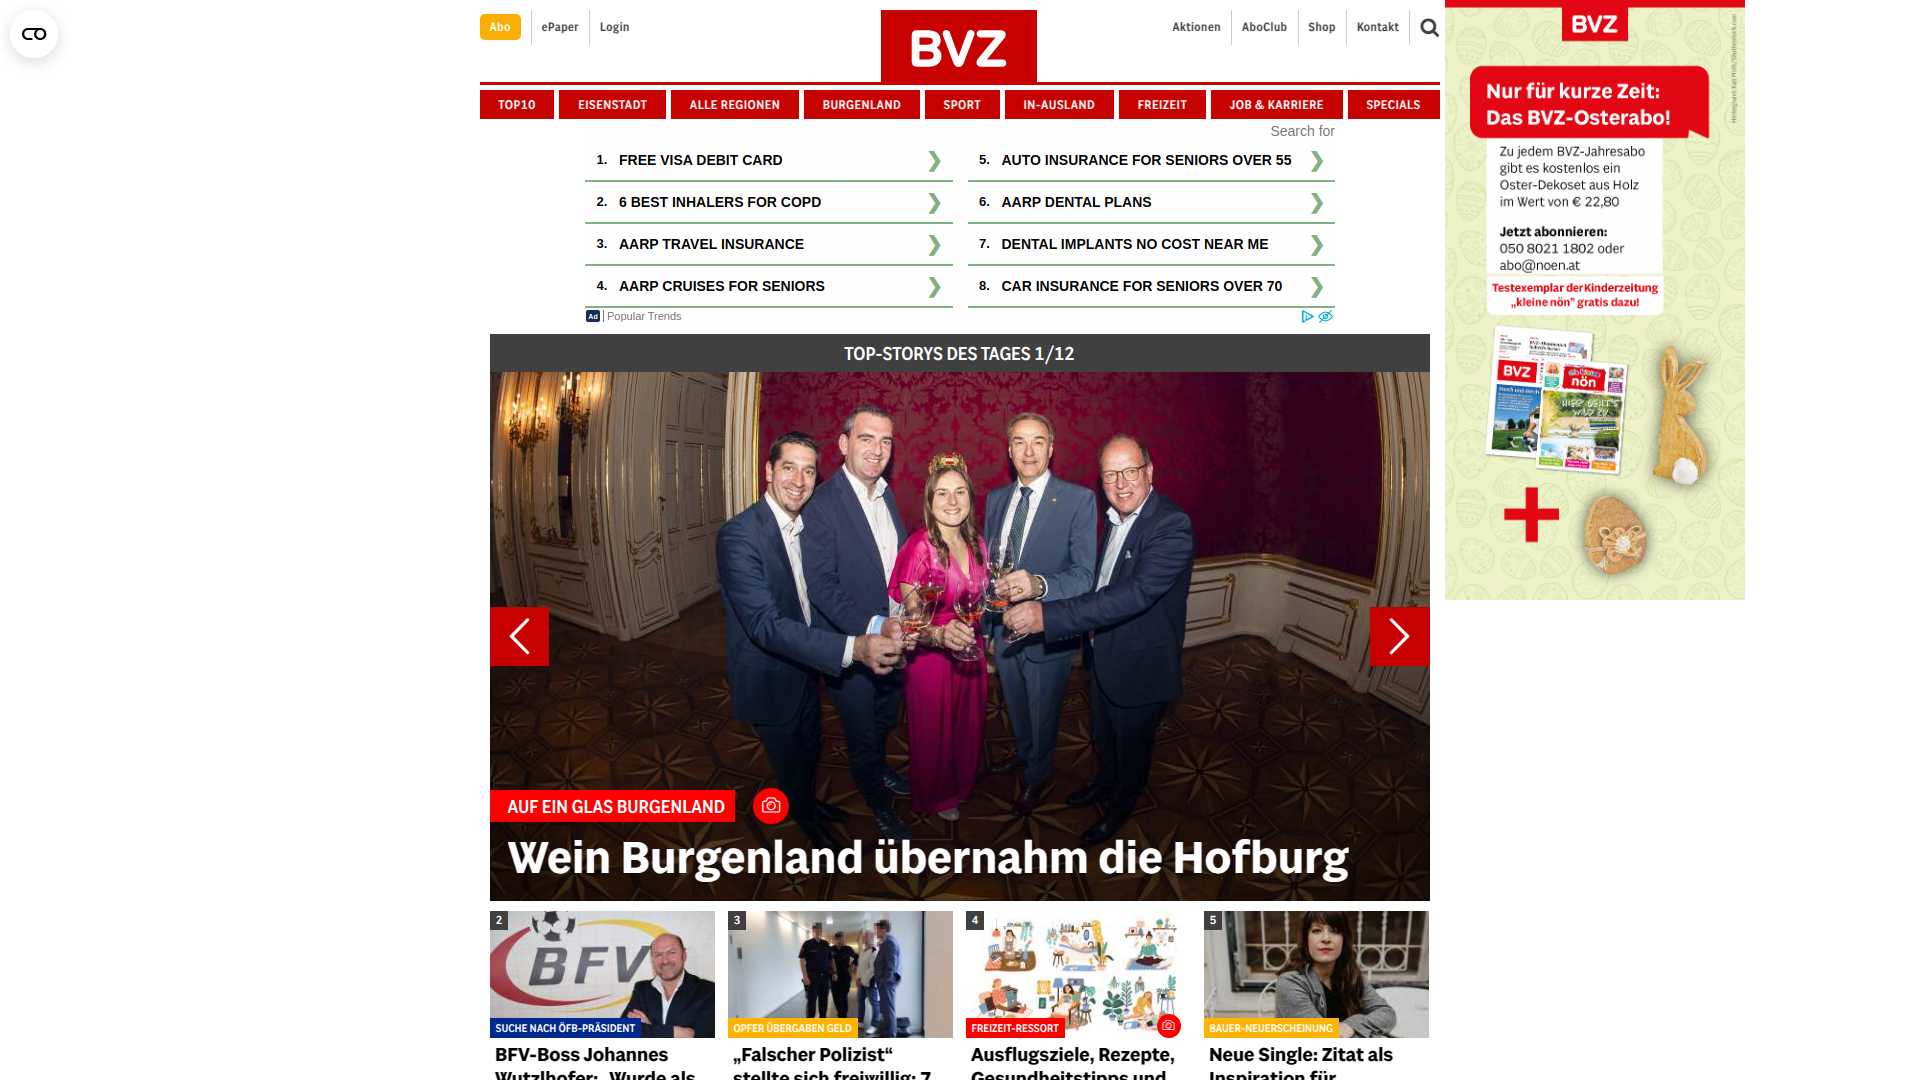 Abo
ePaper
Login
BVZ
Aktionen
AboClub
Shop
Kontakt
TOP10
EISENSTADT
ALLE REGIONEN
BURGENLAND
SPORT
IN-AUSLAND
FREIZEIT
JOB & KARRIERE
SPECIALS
Search for
1. FREE VISA DEBIT CARD
2. 6 BEST INHALERS FOR COPD
3. AARP TRAVEL INSURANCE
4. AARP CRUISES FOR SENIORS
5. AUTO INSURANCE FOR SENIORS OVER 55
6. AARP DENTAL PLANS
7. DENTAL IMPLANTS NO COST NEAR ME
8. CAR INSURANCE FOR SENIORS OVER 70
Ad | Popular Trends
TOP-STORYS DES TAGES 1/12
AUF EIN GLAS BURGENLAND
Wein Burgenland übernahm die Hofburg
2
BFV
SUCHE NACH ÖFB-PRÄSIDENT
BFV-Boss Johannes
Wutzlhofer: „Wurde als
3
OPFER ÜBERGABEN GELD
„Falscher Polizist“
stellte sich freiwillig: 7
4
FREIZEIT-RESSORT
Ausflugsziele, Rezepte,
Gesundheitstipps und
5
BAUER-NEUERSCHEINUNG
Neue Single: Zitat als
Inspiration für
BVZ
Nur für kurze Zeit:
Das BVZ-Osterabo!
Zu jedem BVZ-Jahresabo
gibt es kostenlos ein
Oster-Dekoset aus Holz
im Wert von € 22,80
Jetzt abonnieren:
050 8021 1802 oder
abo@noen.at
Testexemplar der Kinderzeitung
„kleine nön" gratis dazu!
BVZ
nön